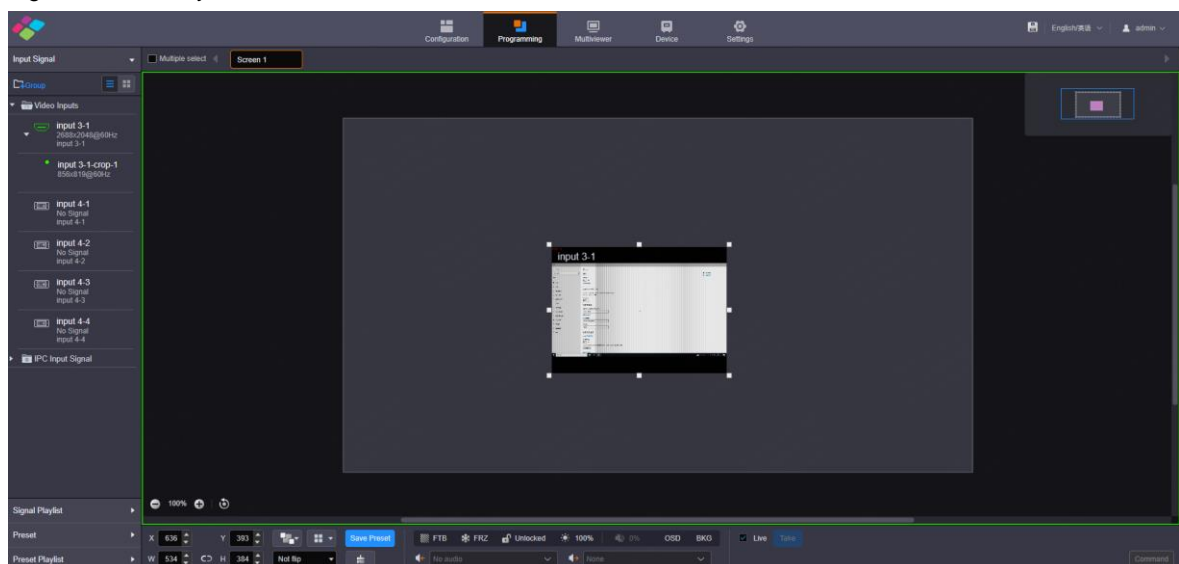 Configuration Programming Multiviewer Device Settings English/英语 admin
Input Signal Multiple select Screen 1
Group
Video Inputs
input 3-1
2688x2048@60Hz
input 3-1
input 3-1-crop-1
856x819@60Hz
input 4-1
No Signal
input 4-1
input 4-2
No Signal
input 4-2
input 4-3
No Signal
input 4-3
input 4-4
No Signal
input 4-4
IPC Input Signal
input 3-1
100%
Signal Playlist
Preset X 636 Y 393 Save Preset FTB FRZ Unlocked 100% 0% OSD BKG Live Take
Preset Playlist W 534 H 384 Not flip No audio None Command